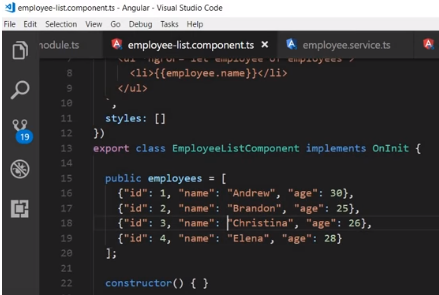 employee-list.component.ts - Angular - Visual Studio Code
File Edit Selection View Go Debug Tasks Help
module.ts employee-list.component.ts × employee.service.ts
<ul *ngFor="let employee of employees">
8 <li>{{employee.name}}</li>
9 </ul>
10 `,
11 styles: []
12 })
13 export class EmployeeListComponent implements OnInit {
14
15 public employees = [
16 {"id": 1, "name": "Andrew", "age": 30},
17 {"id": 2, "name": "Brandon", "age": 25},
18 {"id": 3, "name": "Christina", "age": 26},
19 {"id": 4, "name": "Elena", "age": 28}
20 ];
21
22 constructor() { }
19